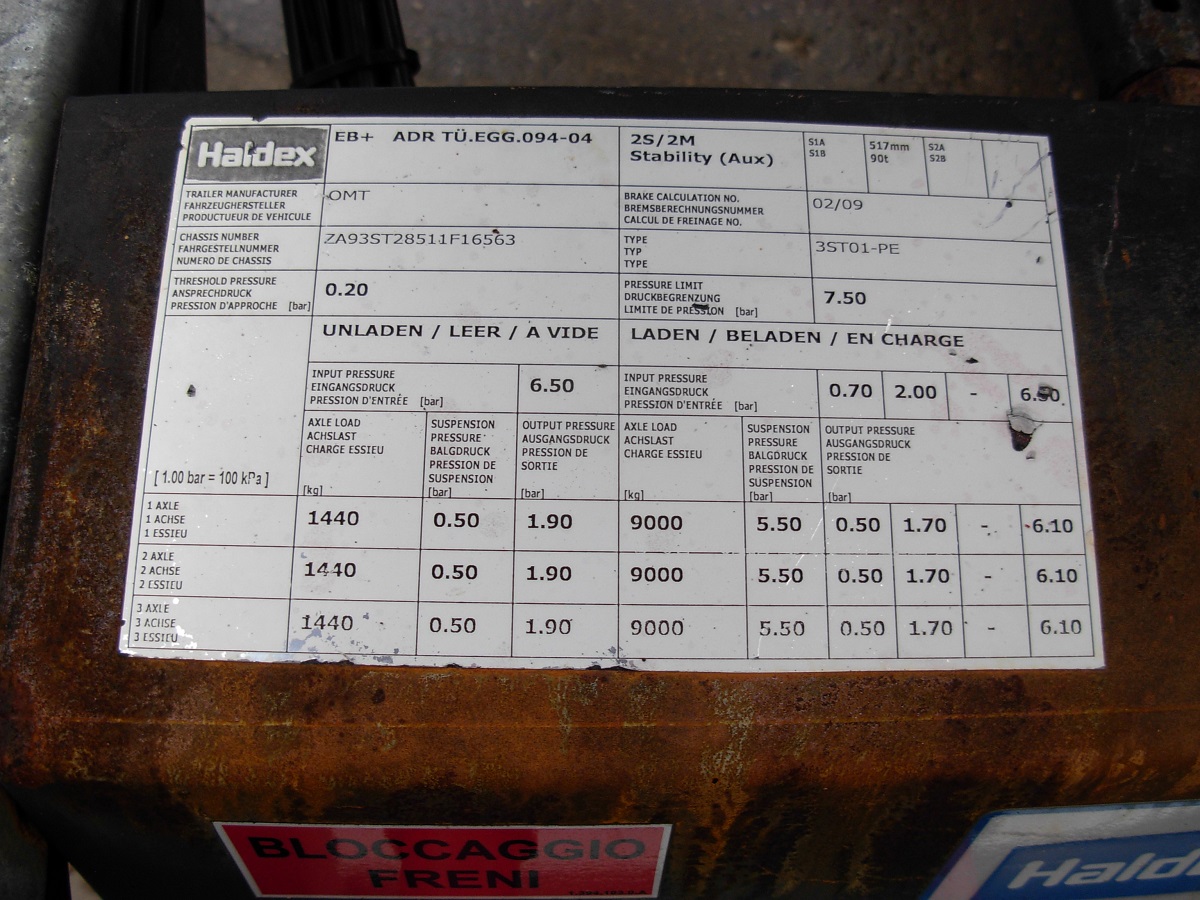 Haldex
EB+ ADR TÜ.EGG.094-04
2S/2M
Stability (Aux)
S1A
S1B
517mm
90t
S2A
S2B
TRAILER MANUFACTURER
FAHRZEUGHERSTELLER
PRODUCTUEUR DE VEHICULE
OMT
BRAKE CALCULATION NO.
BREMSBERECHNUNGSNUMMER
CALCUL DE FREINAGE NO.
02/09
CHASSIS NUMBER
FAHRGESTELLNUMMER
NUMERO DE CHASSIS
ZA93ST28511F16563
TYPE
TYP
TYPE
3ST01-PE
THRESHOLD PRESSURE
ANSPRECHDRUCK
PRESSION D'APPROCHE [bar]
0.20
PRESSURE LIMIT
DRUCKBEGRENZUNG
LIMITE DE PRESSION [bar]
7.50
UNLADEN / LEER / A VIDE
LADEN / BELADEN / EN CHARGE
INPUT PRESSURE
EINGANGSDRUCK
PRESSION D'ENTRÉE [bar]
6.50
INPUT PRESSURE
EINGANGSDRUCK
PRESSION D'ENTRÉE [bar]
0.70 2.00 - 6.50
[ 1.00 bar = 100 kPa ]
AXLE LOAD
ACHSLAST
CHARGE ESSIEU
[kg]
SUSPENSION
PRESSURE
BALGDRUCK
PRESSION DE
SUSPENSION
[bar]
OUTPUT PRESSURE
AUSGANGSDRUCK
PRESSION DE
SORTIE
[bar]
AXLE LOAD
ACHSLAST
CHARGE ESSIEU
[kg]
SUSPENSION
PRESSURE
BALGDRUCK
PRESSION DE
SUSPENSION
[bar]
OUTPUT PRESSURE
AUSGANGSDRUCK
PRESSION DE
SORTIE
[bar]
1 AXLE
1 ACHSE
1 ESSIEU
1440 0.50 1.90 9000 5.50 0.50 1.70 - 6.10
2 AXLE
2 ACHSE
2 ESSIEU
1440 0.50 1.90 9000 5.50 0.50 1.70 - 6.10
3 AXLE
3 ACHSE
3 ESSIEU
1440 0.50 1.90 9000 5.50 0.50 1.70 - 6.10
BLOCCAGGIO
FRENI
Haldex